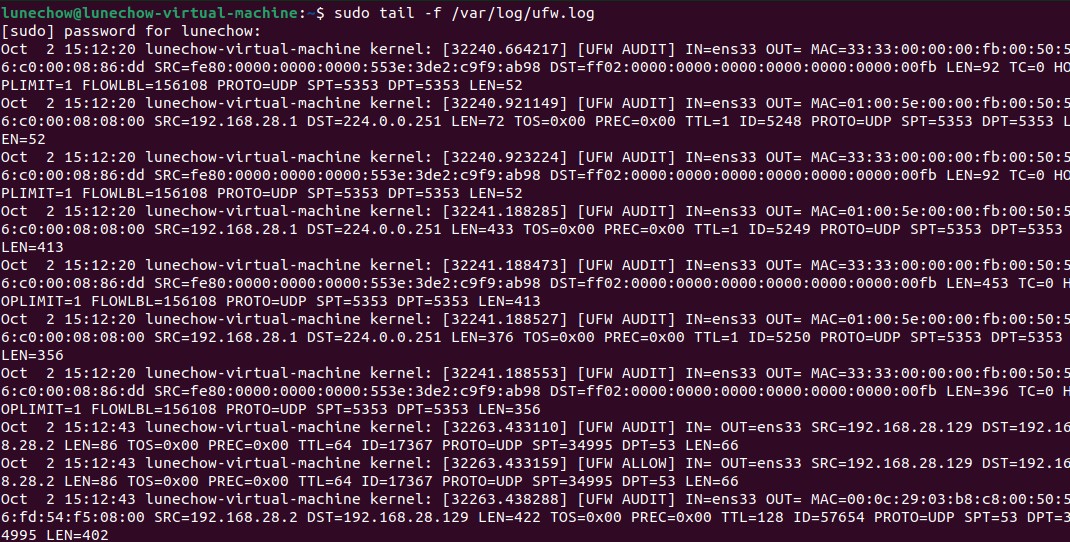 lunechow@lunechow-virtual-machine:~$ sudo tail -f /var/log/ufw.log
[sudo] password for lunechow:
Oct  2 15:12:20 lunechow-virtual-machine kernel: [32240.664217] [UFW AUDIT] IN=ens33 OUT= MAC=33:33:00:00:00:fb:00:50:5
6:c0:00:08:86:dd SRC=fe80:0000:0000:0000:553e:3de2:c9f9:ab98 DST=ff02:0000:0000:0000:0000:0000:0000:00fb LEN=92 TC=0 HO
PLIMIT=1 FLOWLBL=156108 PROTO=UDP SPT=5353 DPT=5353 LEN=52
Oct  2 15:12:20 lunechow-virtual-machine kernel: [32240.921149] [UFW AUDIT] IN=ens33 OUT= MAC=01:00:5e:00:00:fb:00:50:5
6:c0:00:08:08:00 SRC=192.168.28.1 DST=224.0.0.251 LEN=72 TOS=0x00 PREC=0x00 TTL=1 ID=5248 PROTO=UDP SPT=5353 DPT=5353 L
EN=52
Oct  2 15:12:20 lunechow-virtual-machine kernel: [32240.923224] [UFW AUDIT] IN=ens33 OUT= MAC=33:33:00:00:00:fb:00:50:5
6:c0:00:08:86:dd SRC=fe80:0000:0000:0000:553e:3de2:c9f9:ab98 DST=ff02:0000:0000:0000:0000:0000:0000:00fb LEN=92 TC=0 HO
PLIMIT=1 FLOWLBL=156108 PROTO=UDP SPT=5353 DPT=5353 LEN=52
Oct  2 15:12:20 lunechow-virtual-machine kernel: [32241.188285] [UFW AUDIT] IN=ens33 OUT= MAC=01:00:5e:00:00:fb:00:50:5
6:c0:00:08:08:00 SRC=192.168.28.1 DST=224.0.0.251 LEN=433 TOS=0x00 PREC=0x00 TTL=1 ID=5249 PROTO=UDP SPT=5353 DPT=5353
LEN=413
Oct  2 15:12:20 lunechow-virtual-machine kernel: [32241.188473] [UFW AUDIT] IN=ens33 OUT= MAC=33:33:00:00:00:fb:00:50:5
6:c0:00:08:86:dd SRC=fe80:0000:0000:0000:553e:3de2:c9f9:ab98 DST=ff02:0000:0000:0000:0000:0000:0000:00fb LEN=453 TC=0 H
OPLIMIT=1 FLOWLBL=156108 PROTO=UDP SPT=5353 DPT=5353 LEN=413
Oct  2 15:12:20 lunechow-virtual-machine kernel: [32241.188527] [UFW AUDIT] IN=ens33 OUT= MAC=01:00:5e:00:00:fb:00:50:5
6:c0:00:08:08:00 SRC=192.168.28.1 DST=224.0.0.251 LEN=376 TOS=0x00 PREC=0x00 TTL=1 ID=5250 PROTO=UDP SPT=5353 DPT=5353
LEN=356
Oct  2 15:12:20 lunechow-virtual-machine kernel: [32241.188553] [UFW AUDIT] IN=ens33 OUT= MAC=33:33:00:00:00:fb:00:50:5
6:c0:00:08:86:dd SRC=fe80:0000:0000:0000:553e:3de2:c9f9:ab98 DST=ff02:0000:0000:0000:0000:0000:0000:00fb LEN=396 TC=0 H
OPLIMIT=1 FLOWLBL=156108 PROTO=UDP SPT=5353 DPT=5353 LEN=356
Oct  2 15:12:43 lunechow-virtual-machine kernel: [32263.433110] [UFW AUDIT] IN= OUT=ens33 SRC=192.168.28.129 DST=192.16
8.28.2 LEN=86 TOS=0x00 PREC=0x00 TTL=64 ID=17367 PROTO=UDP SPT=34995 DPT=53 LEN=66
Oct  2 15:12:43 lunechow-virtual-machine kernel: [32263.433159] [UFW ALLOW] IN= OUT=ens33 SRC=192.168.28.129 DST=192.16
8.28.2 LEN=86 TOS=0x00 PREC=0x00 TTL=64 ID=17367 PROTO=UDP SPT=34995 DPT=53 LEN=66
Oct  2 15:12:43 lunechow-virtual-machine kernel: [32263.438288] [UFW AUDIT] IN=ens33 OUT= MAC=00:0c:29:03:b8:c8:00:50:5
6:fd:54:f5:08:00 SRC=192.168.28.2 DST=192.168.28.129 LEN=422 TOS=0x00 PREC=0x00 TTL=128 ID=57654 PROTO=UDP SPT=53 DPT=3
4995 LEN=402